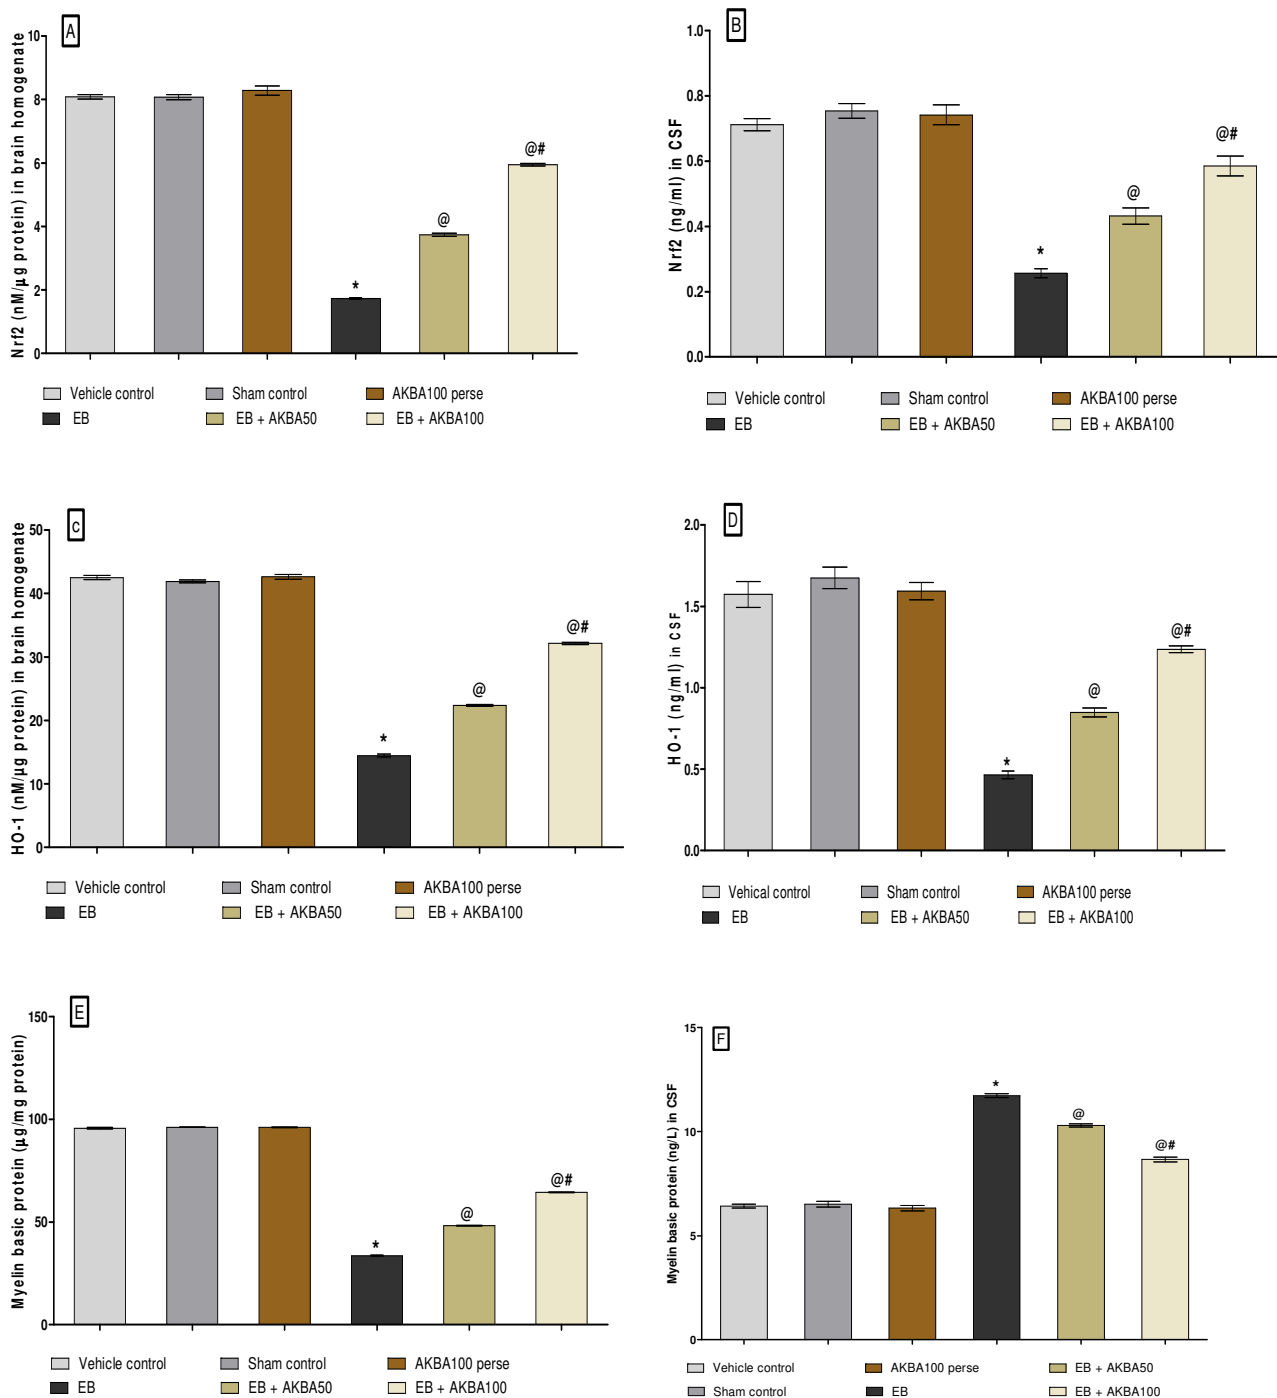 A
Nrf2 (nM/µg protein) in brain homogenate
10
8
6
4
2
0
*
@
@#
Vehicle control
Sham control
AKBA100 perse
EB
EB + AKBA50
EB + AKBA100
B
Nrf2 (ng/ml) in CSF
1.0
0.8
0.6
0.4
0.2
0.0
*
@
@#
Vehicle control
Sham control
AKBA100 perse
EB
EB + AKBA50
EB + AKBA100
c
HO-1 (nM/µg protein) in brain homogenate
50
40
30
20
10
0
*
@
@#
Vehicle control
Sham control
AKBA100 perse
EB
EB + AKBA50
EB + AKBA100
D
HO-1 (ng/ml) in CSF
2.0
1.5
1.0
0.5
0.0
*
@
@#
Vehical control
Sham control
AKBA100 perse
EB
EB + AKBA50
EB + AKBA100
E
Myelin basic protein (µg/mg protein)
150
100
50
0
*
@
@#
Vehicle control
Sham control
AKBA100 perse
EB
EB + AKBA50
EB + AKBA100
F
Myelin basic protein (ng/L) in CSF
15
10
5
0
*
@
@#
Vehicle control
AKBA100 perse
EB + AKBA50
Sham control
EB
EB + AKBA100